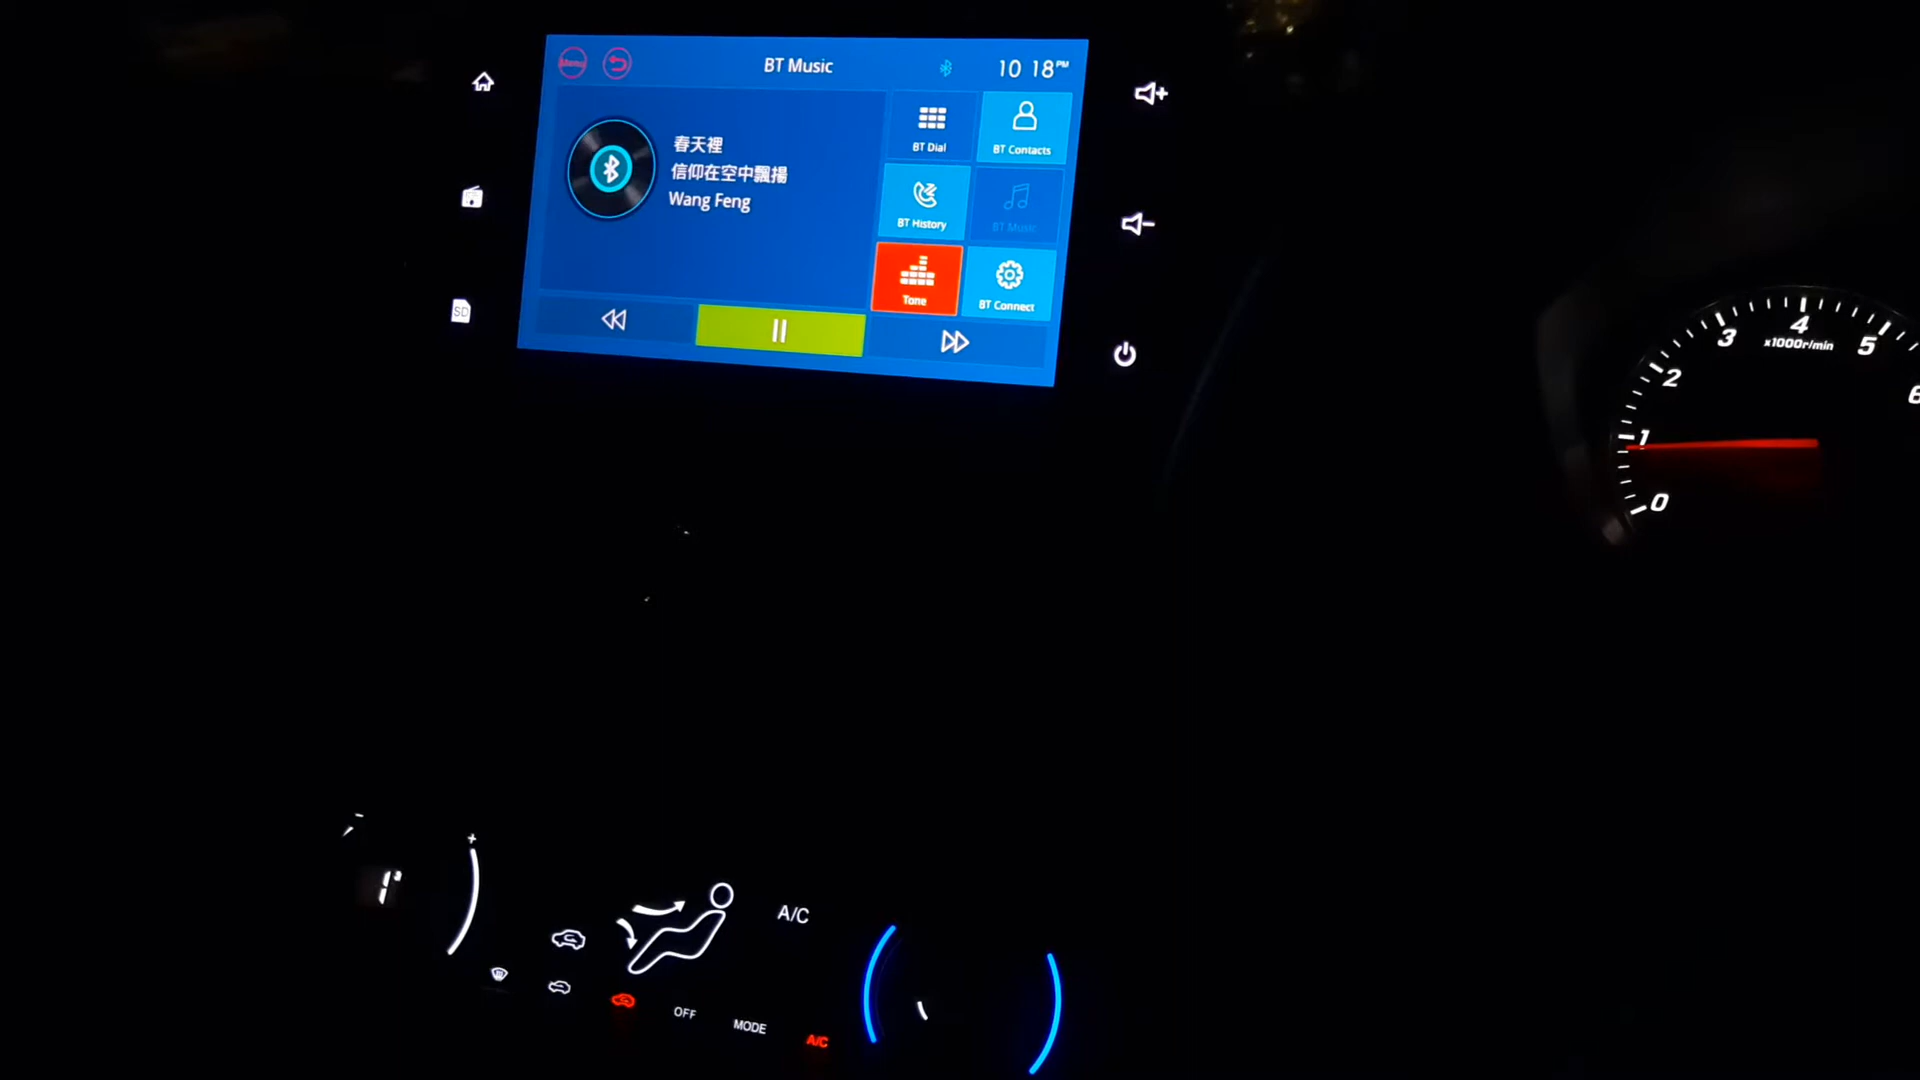 Menu
BT Music
10 18 PM
春天裡
信仰在空中飄揚
Wang Feng
BT Dial
BT Contacts
BT History
BT Music
Tone
BT Connect
SD
0
1
2
3
4
5
6
x1000r/min
+
A/C
OFF
MODE
A/C